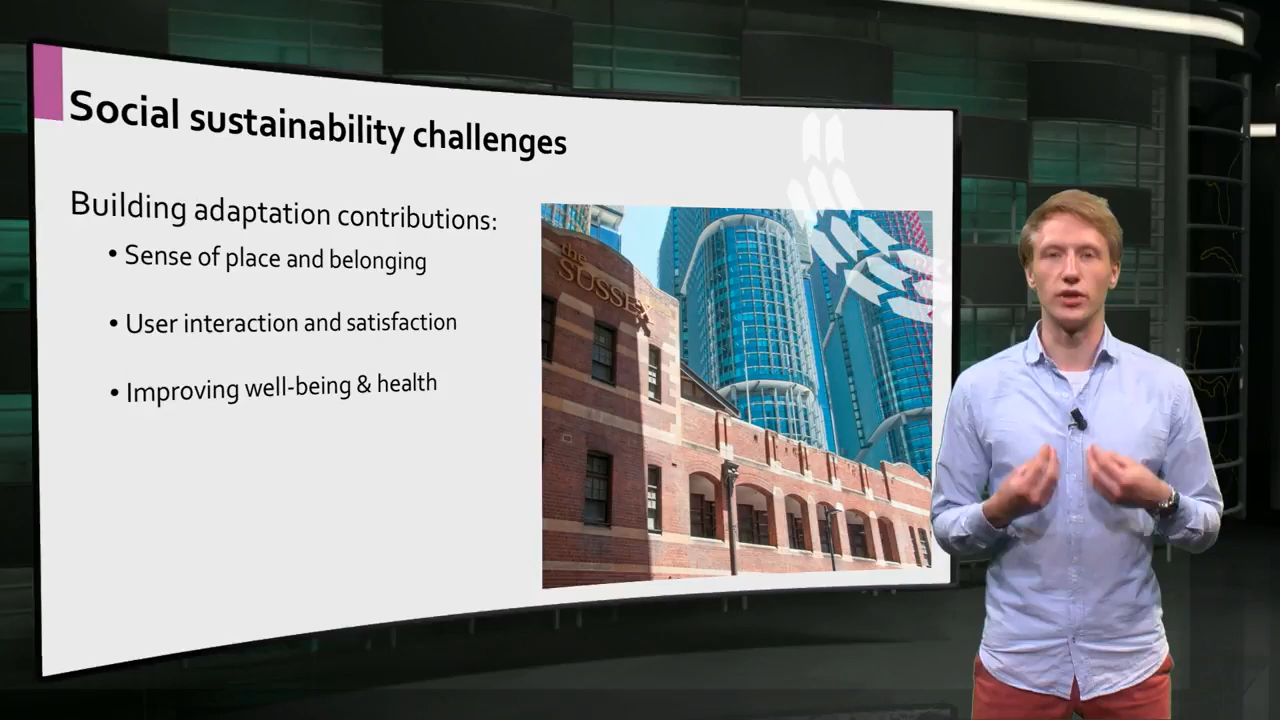 Social sustainability challenges
Building adaptation contributions:
• Sense of place and belonging
• User interaction and satisfaction
• Improving well-being & health
the
SUSSEX